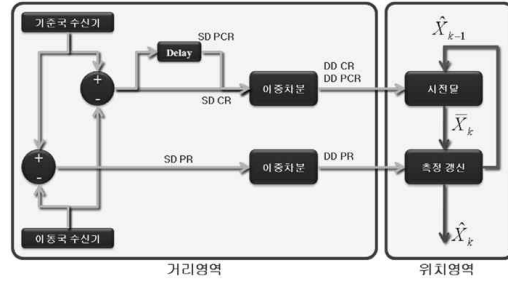 기준국 수신기
SD PCR
Delay
+
-
SD CR
이중차분
DD CR
DD PCR
X̂k-1
시전달
X̄k
+
-
SD PR
이중차분
DD PR
측정 갱신
이동국 수신기
X̂k
거리영역
위치영역